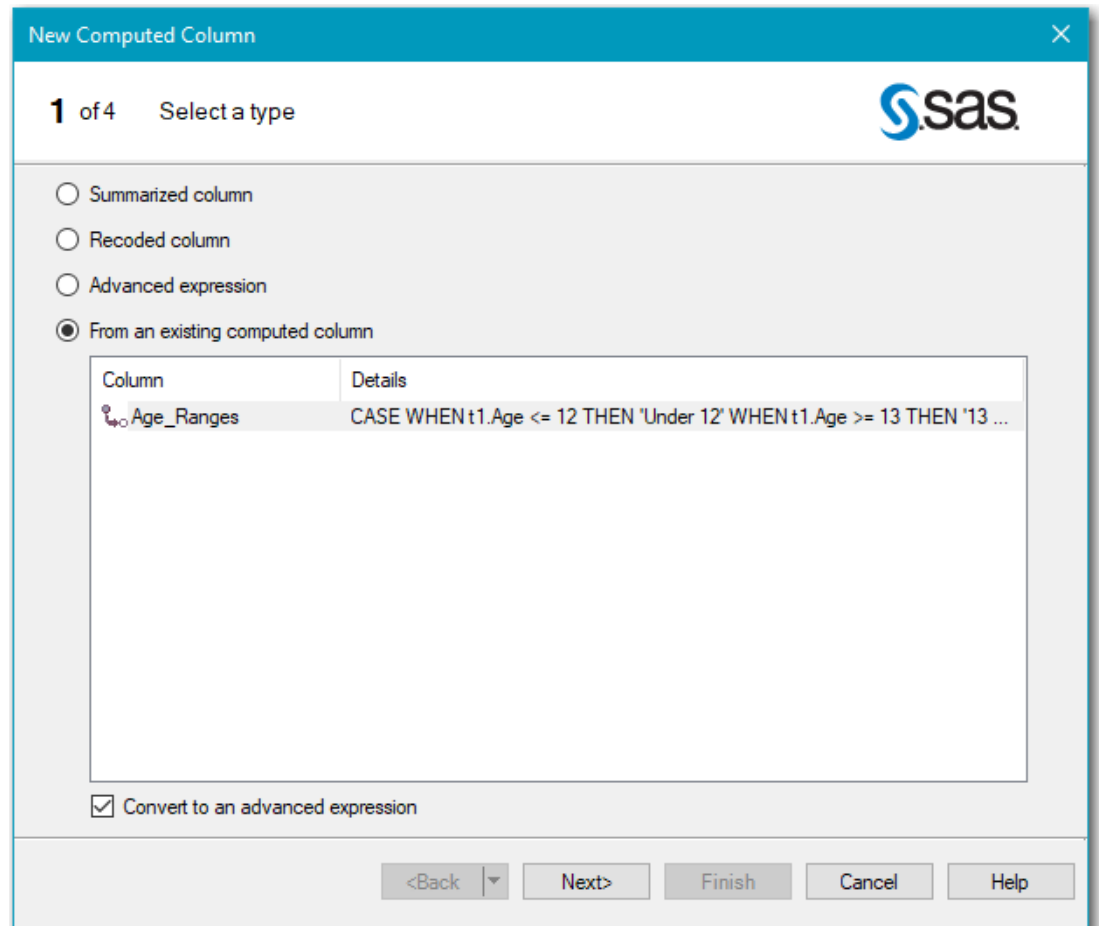 New Computed Column
1 of 4 Select a type
sas
Summarized column
Recoded column
Advanced expression
From an existing computed column
Column Details
Age_Ranges CASE WHEN t1.Age <= 12 THEN 'Under 12' WHEN t1.Age >= 13 THEN '13 ...
Convert to an advanced expression
<Back Next> Finish Cancel Help